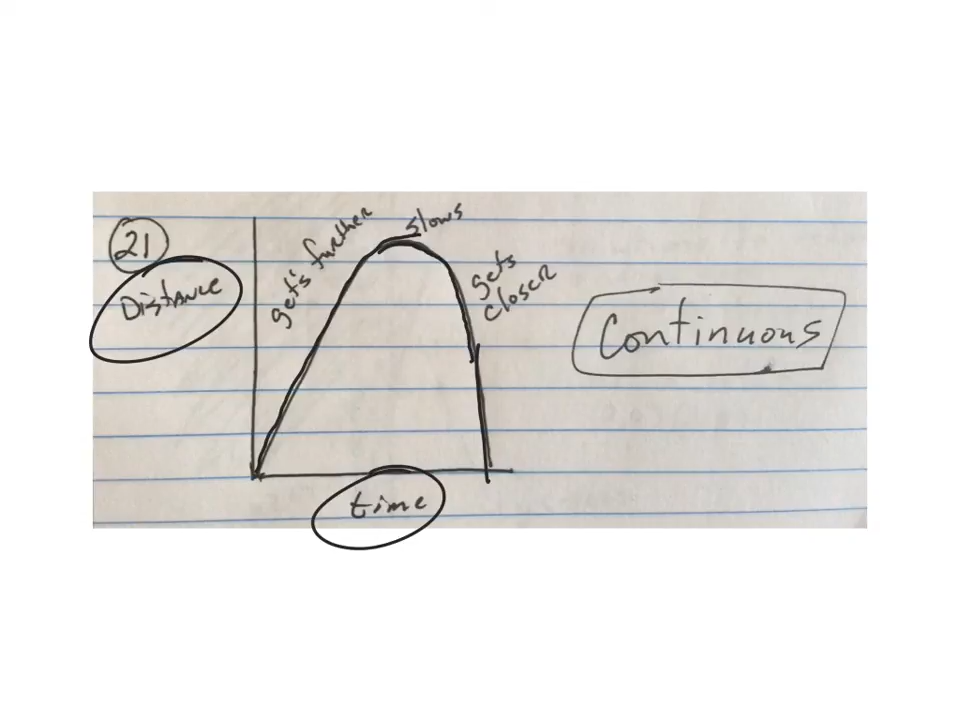 21
Distance
gets further
slows
gets
closer
Continuous
time